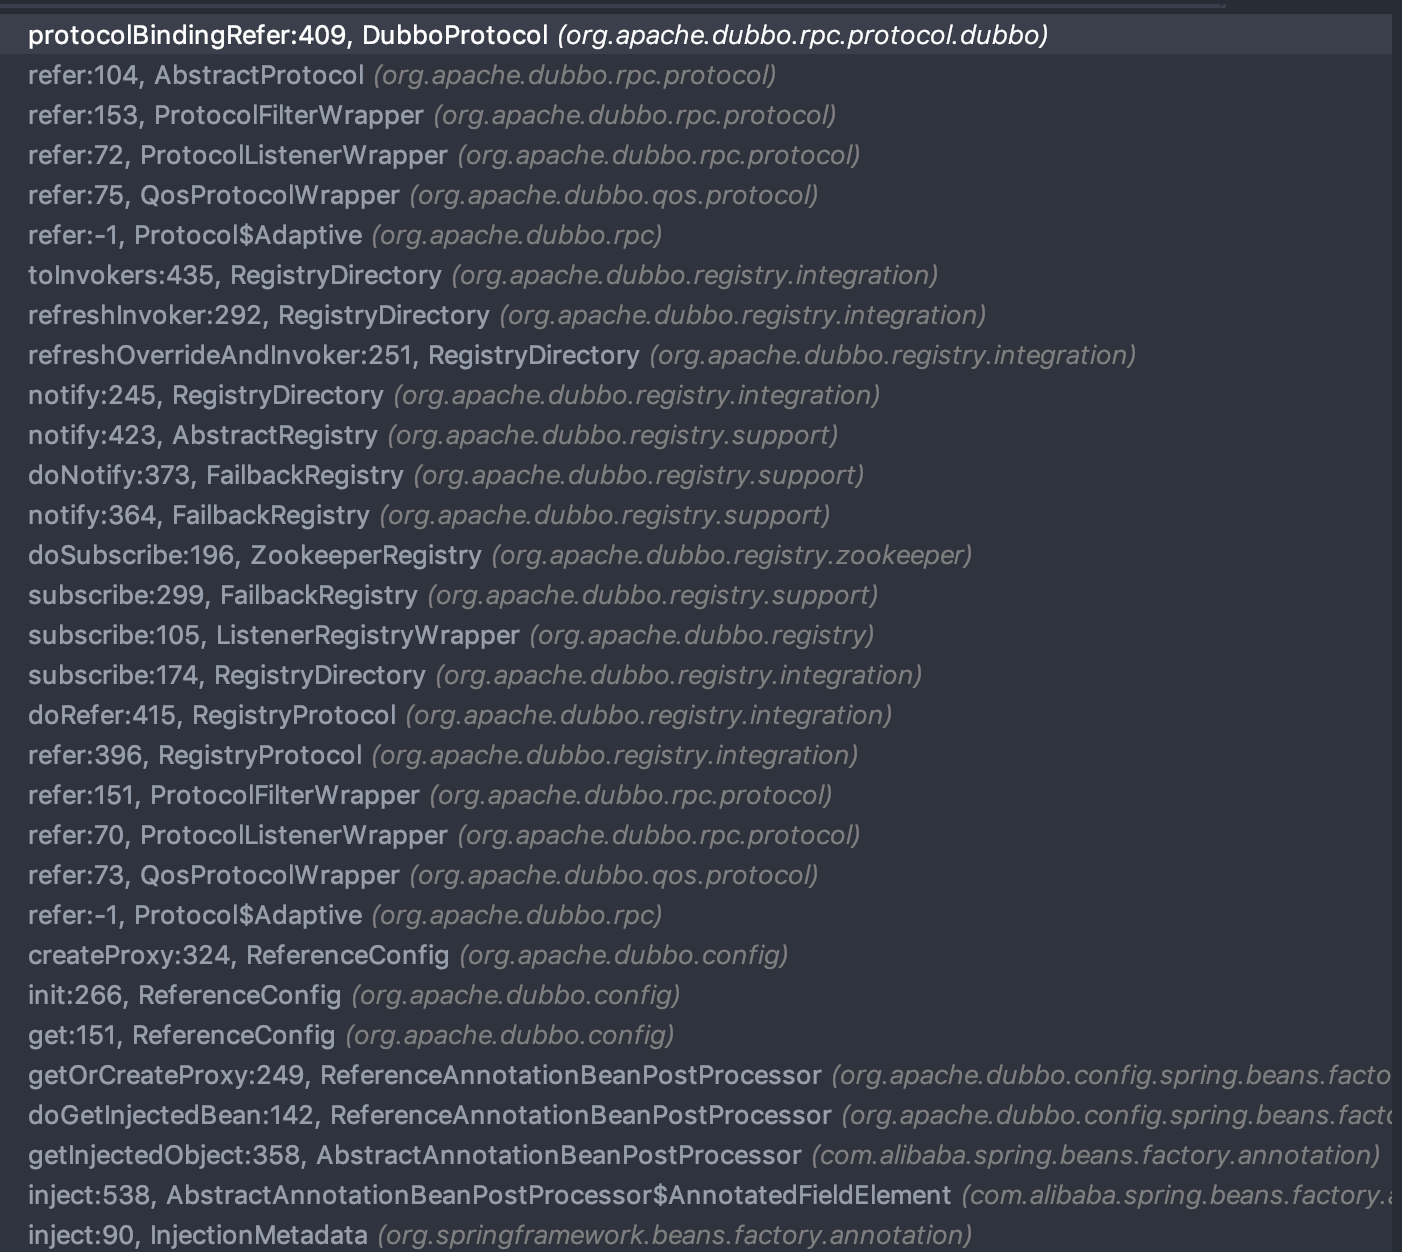 protocolBindingRefer:409, DubboProtocol (org.apache.dubbo.rpc.protocol.dubbo)
refer:104, AbstractProtocol (org.apache.dubbo.rpc.protocol)
refer:153, ProtocolFilterWrapper (org.apache.dubbo.rpc.protocol)
refer:72, ProtocolListenerWrapper (org.apache.dubbo.rpc.protocol)
refer:75, QosProtocolWrapper (org.apache.dubbo.qos.protocol)
refer:-1, Protocol$Adaptive (org.apache.dubbo.rpc)
toInvokers:435, RegistryDirectory (org.apache.dubbo.registry.integration)
refreshInvoker:292, RegistryDirectory (org.apache.dubbo.registry.integration)
refreshOverrideAndInvoker:251, RegistryDirectory (org.apache.dubbo.registry.integration)
notify:245, RegistryDirectory (org.apache.dubbo.registry.integration)
notify:423, AbstractRegistry (org.apache.dubbo.registry.support)
doNotify:373, FailbackRegistry (org.apache.dubbo.registry.support)
notify:364, FailbackRegistry (org.apache.dubbo.registry.support)
doSubscribe:196, ZookeeperRegistry (org.apache.dubbo.registry.zookeeper)
subscribe:299, FailbackRegistry (org.apache.dubbo.registry.support)
subscribe:105, ListenerRegistryWrapper (org.apache.dubbo.registry)
subscribe:174, RegistryDirectory (org.apache.dubbo.registry.integration)
doRefer:415, RegistryProtocol (org.apache.dubbo.registry.integration)
refer:396, RegistryProtocol (org.apache.dubbo.registry.integration)
refer:151, ProtocolFilterWrapper (org.apache.dubbo.rpc.protocol)
refer:70, ProtocolListenerWrapper (org.apache.dubbo.rpc.protocol)
refer:73, QosProtocolWrapper (org.apache.dubbo.qos.protocol)
refer:-1, Protocol$Adaptive (org.apache.dubbo.rpc)
createProxy:324, ReferenceConfig (org.apache.dubbo.config)
init:266, ReferenceConfig (org.apache.dubbo.config)
get:151, ReferenceConfig (org.apache.dubbo.config)
getOrCreateProxy:249, ReferenceAnnotationBeanPostProcessor (org.apache.dubbo.config.spring.beans.facto
doGetInjectedBean:142, ReferenceAnnotationBeanPostProcessor (org.apache.dubbo.config.spring.beans.facto
getInjectedObject:358, AbstractAnnotationBeanPostProcessor (com.alibaba.spring.beans.factory.annotation)
inject:538, AbstractAnnotationBeanPostProcessor$AnnotatedFieldElement (com.alibaba.spring.beans.factory.a
inject:90, InjectionMetadata (org.springframework.beans.factory.annotation)